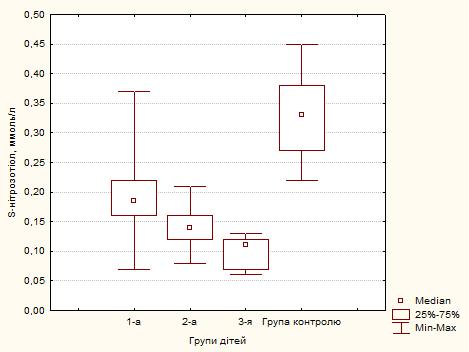 0,50
0,45
0,40
0,35
0,30
0,25
0,20
0,15
0,10
0,05
0,00
S-нітрозотіол, ммоль/л
1-а 2-а 3-я Група контролю
Групи дітей
Median
25%-75%
Min-Max